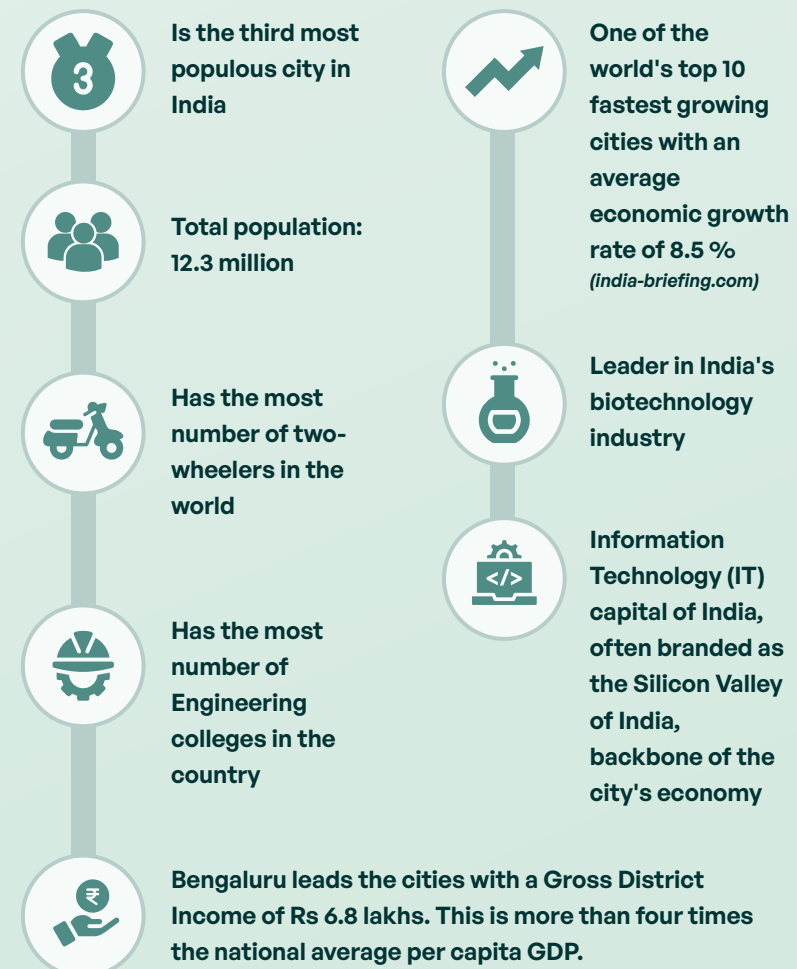 3
Is the third most
populous city in
India
Total population:
12.3 million
Has the most
number of two-
wheelers in the
world
Has the most
number of
Engineering
colleges in the
country
One of the
world's top 10
fastest growing
cities with an
average
economic growth
rate of 8.5 %
(india-briefing.com)
Leader in India's
biotechnology
industry
</>
Information
Technology (IT)
capital of India,
often branded as
the Silicon Valley
of India,
backbone of the
city's economy
₹
Bengaluru leads the cities with a Gross District
Income of Rs 6.8 lakhs. This is more than four times
the national average per capita GDP.